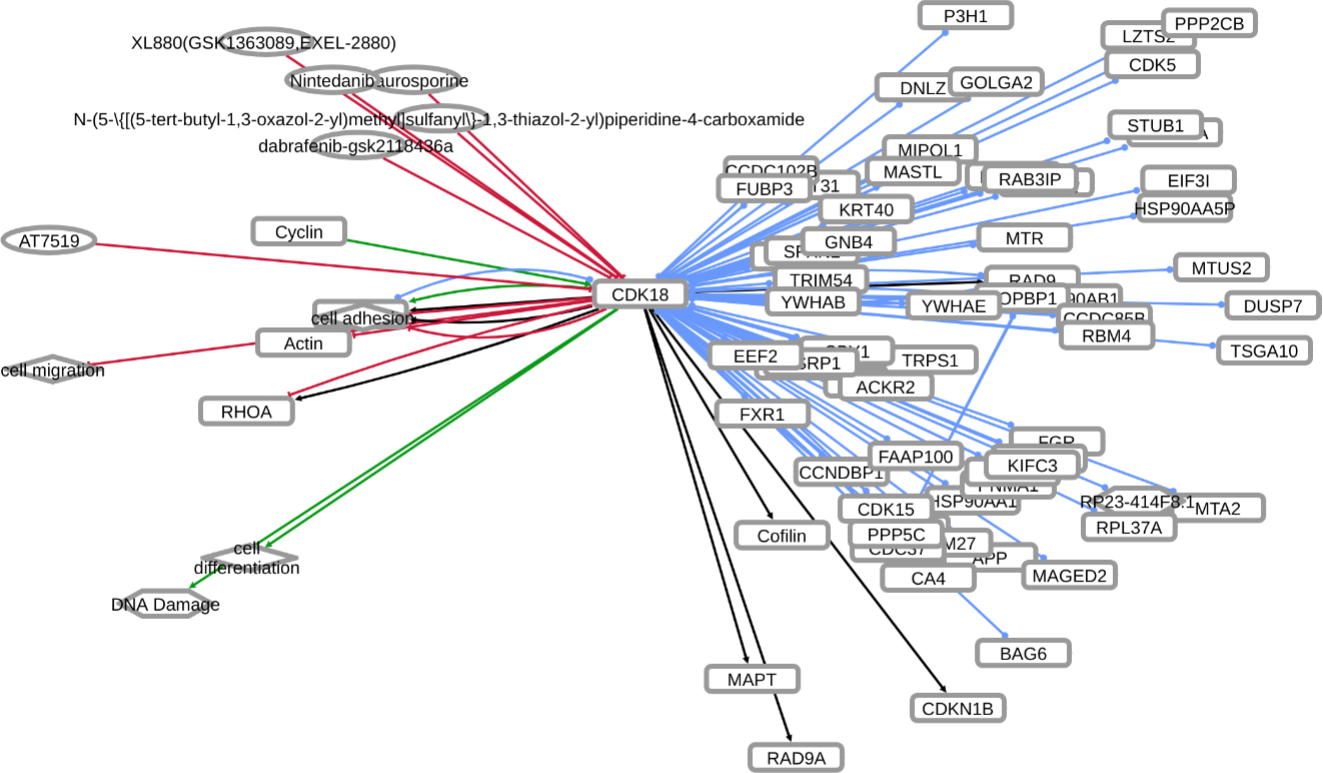 P3H1
PPP2CB
LZTS2
XL880(GSK1363089,EXEL-2880)
CDK5
Nintedanib
aurosporine
DNLZ
GOLGA2
N-(5-\{[(5-tert-butyl-1,3-oxazol-2-yl)methyl]sulfanyl\}-1,3-thiazol-2-yl)piperidine-4-carboxamide
STUB1
dabrafenib-gsk2118436a
MIPOL1
CCDC102B
MASTL
RAB3IP
EIF3I
FUBP3
T31
KRT40
HSP90AA5P
Cyclin
AT7519
GNB4
MTR
MTUS2
TRIM54
RAD9
CDK18
YWHAB
YWHAE
OPBP1
90AB1
DUSP7
cell adhesion
CCDC85B
RBM4
Actin
TSGA10
EEF2
SRP1
TRPS1
cell migration
ACKR2
RHOA
FXR1
FGR
FAAP100
KIFC3
CCNDBP1
PNMA1
HSP90AA1
RP23-414F8.1
MTA2
CDK15
RPL37A
Cofilin
PPP5C
M27
CDC37
APP
cell
differentiation
CA4
MAGED2
DNA Damage
BAG6
MAPT
CDKN1B
RAD9A